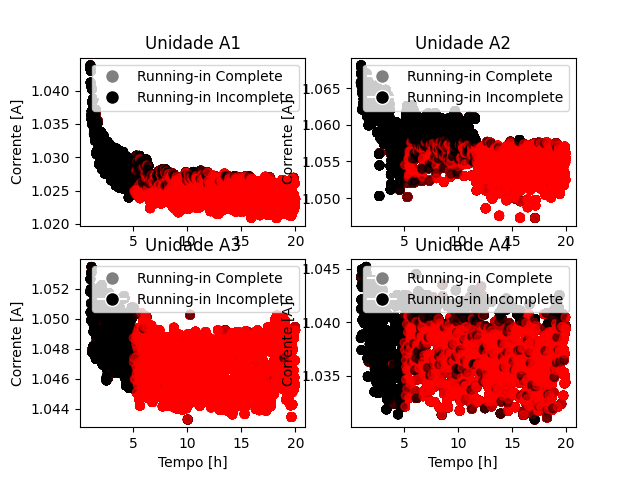 Unidade A1
Running-in Complete
Running-in Incomplete
Corrente [A]
1.040
1.035
1.030
1.025
1.020
5
10
15
20
Unidade A2
Running-in Complete
Running-in Incomplete
Corrente [A]
1.065
1.060
1.055
1.050
5
10
15
20
Unidade A3
Running-in Complete
Running-in Incomplete
Corrente [A]
1.052
1.050
1.048
1.046
1.044
5
10
15
20
Tempo [h]
Unidade A4
Running-in Complete
Running-in Incomplete
Corrente [A]
1.045
1.040
1.035
5
10
15
20
Tempo [h]